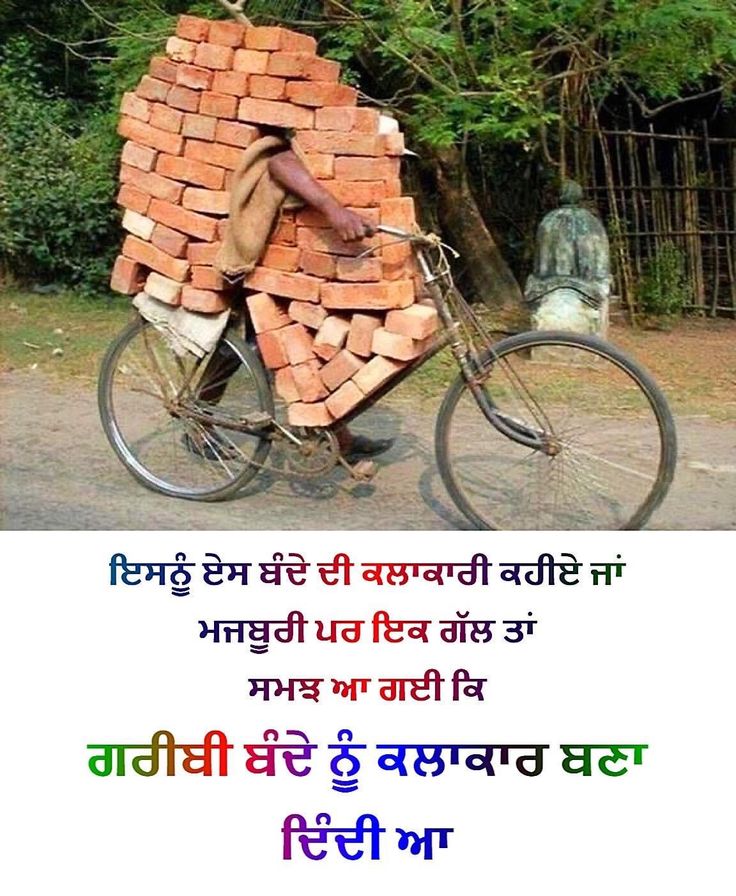 ਇਸਨੂੰ ਏਸ ਬੰਦੇ ਦੀ ਕਲਾਕਾਰੀ ਕਹੀਏ ਜਾਂ
ਮਜਬੂਰੀ ਪਰ ਇਕ ਗੱਲ ਤਾਂ
ਸਮਝ ਆ ਗਈ ਕਿ
ਗਰੀਬੀ ਬੰਦੇ ਨੂੰ ਕਲਾਕਾਰ ਬਣਾ
ਦਿੰਦੀ ਆ